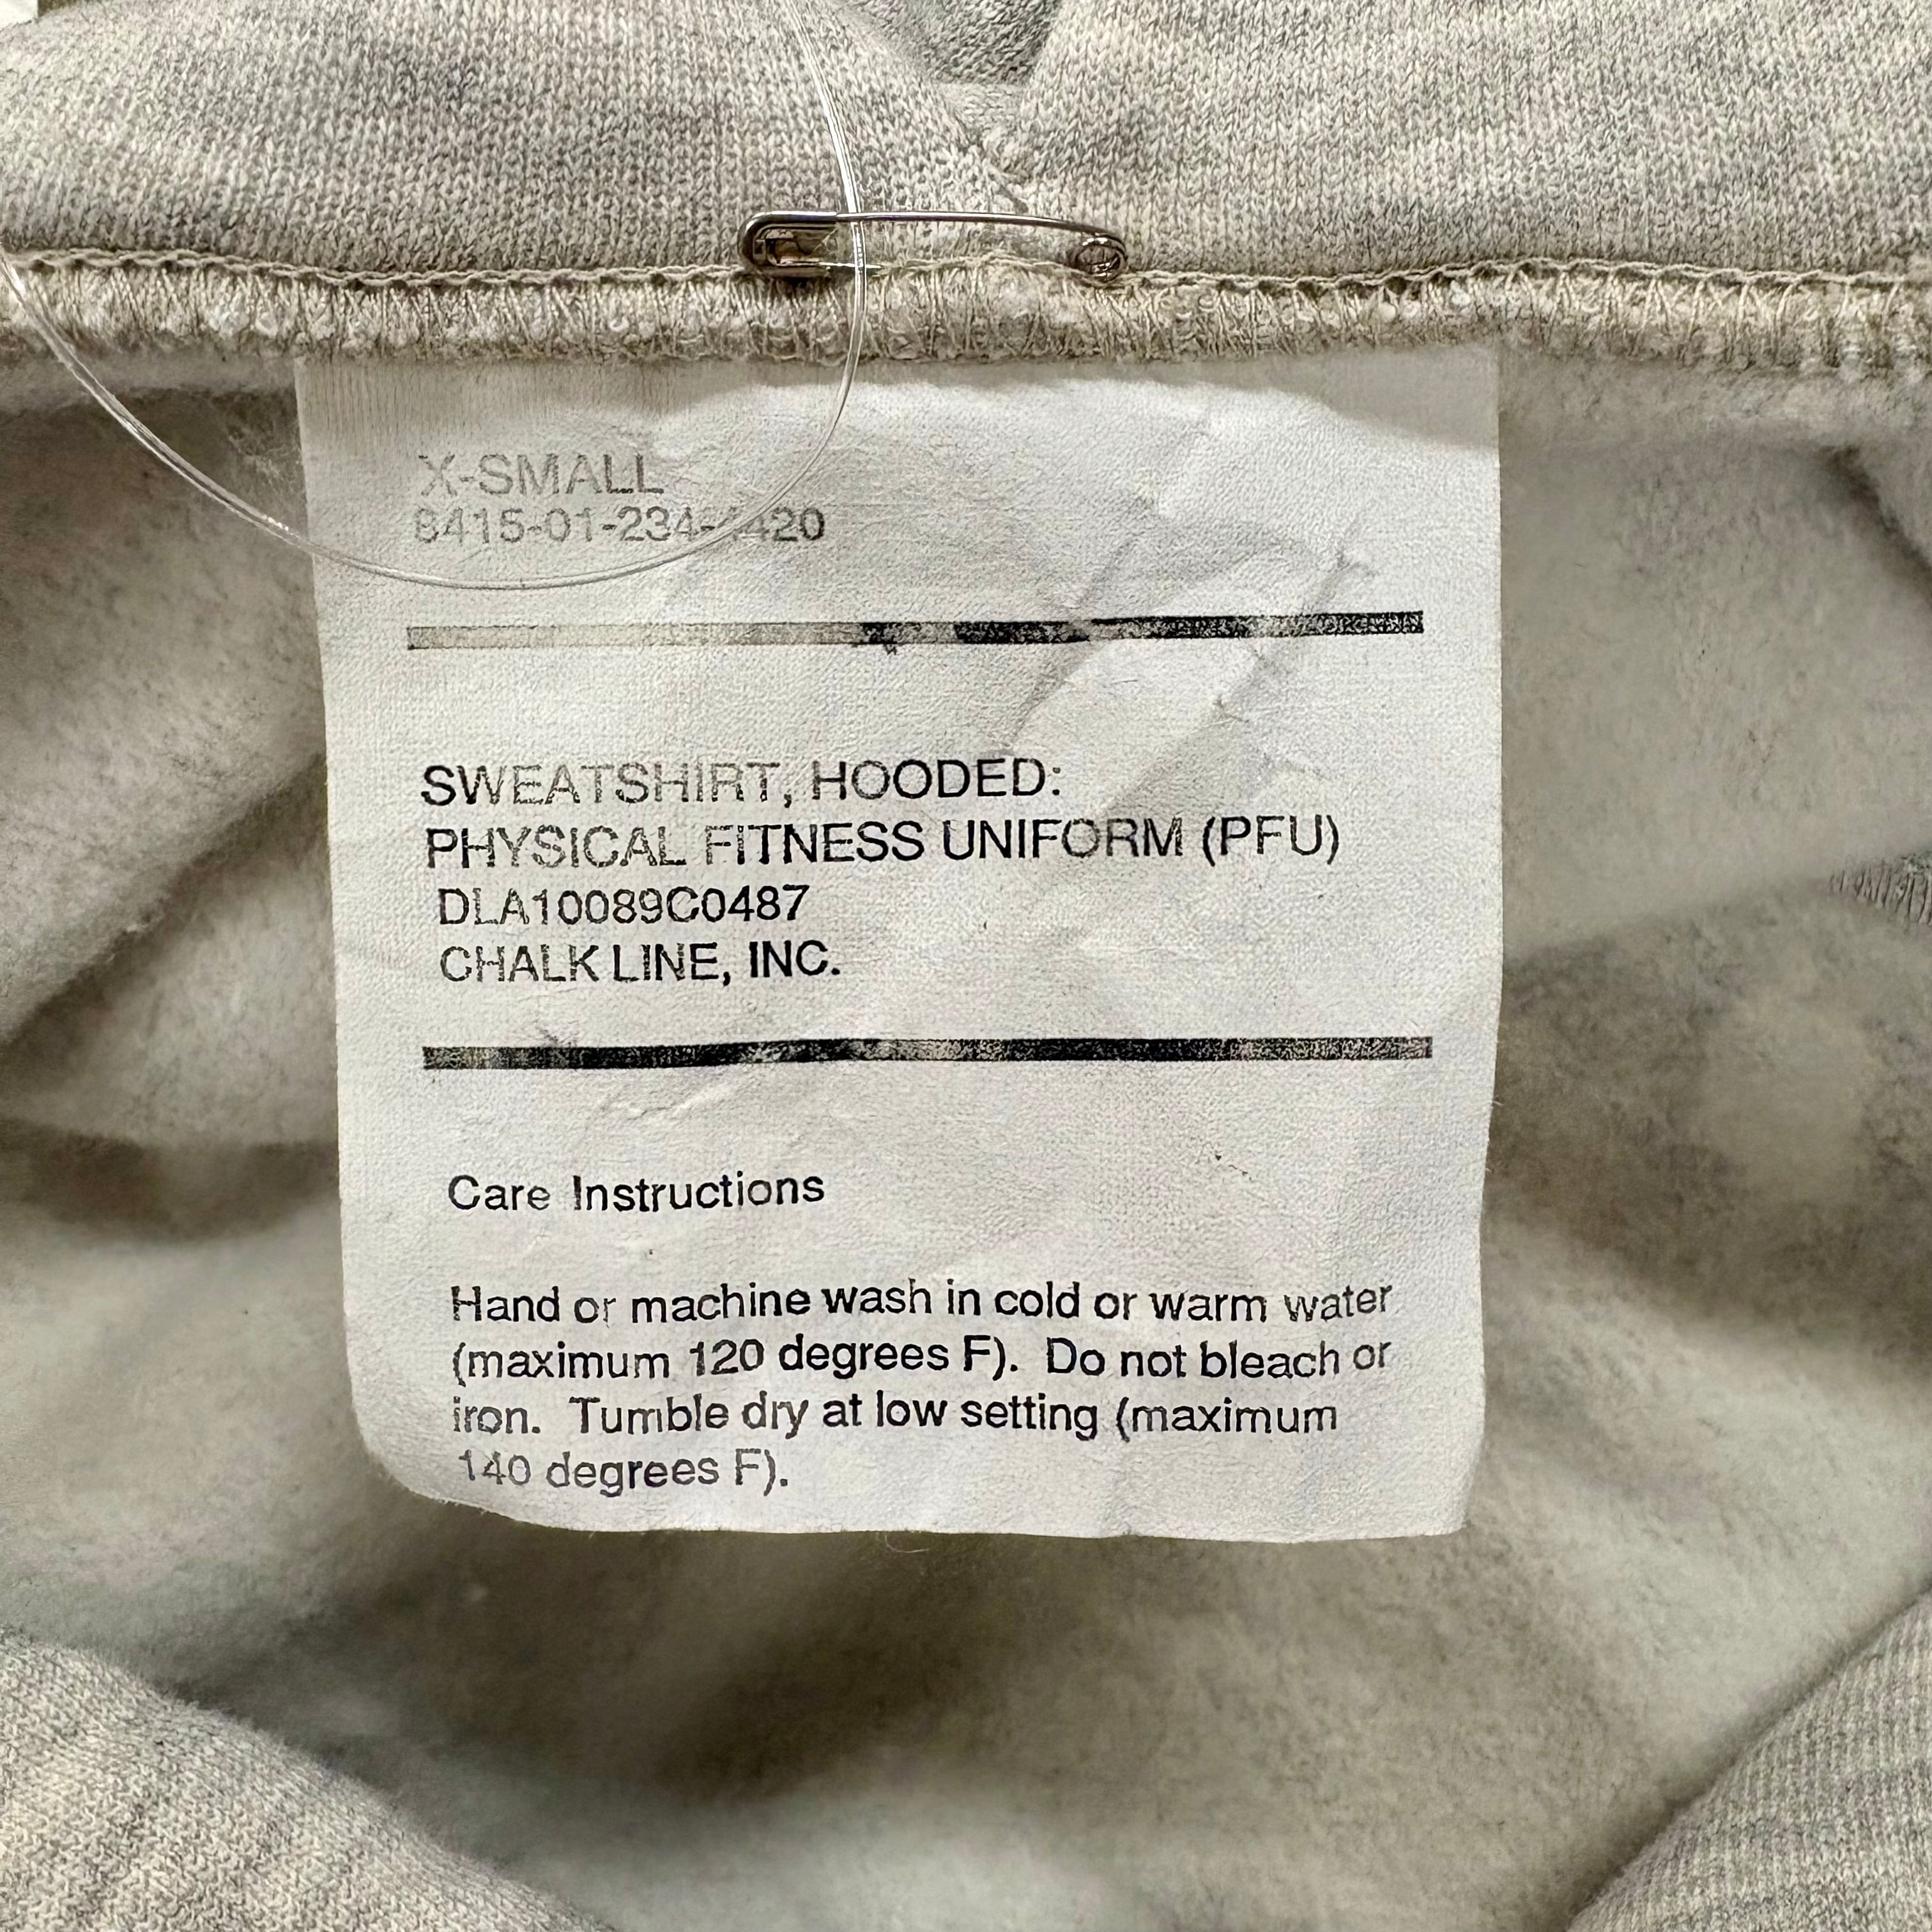 X-SMALL
SWEATSHIRT, HOODED:
PHYSICAL FITNESS UNIFORM (PFU)
DLA10089C0487
CHALK LINE, INC.
Care Instructions
Hand or machine wash in cold or warm water
(maximum 120 degrees F). Do not bleach or
iron. Tumble dry at low setting (maximum
140 degrees F).